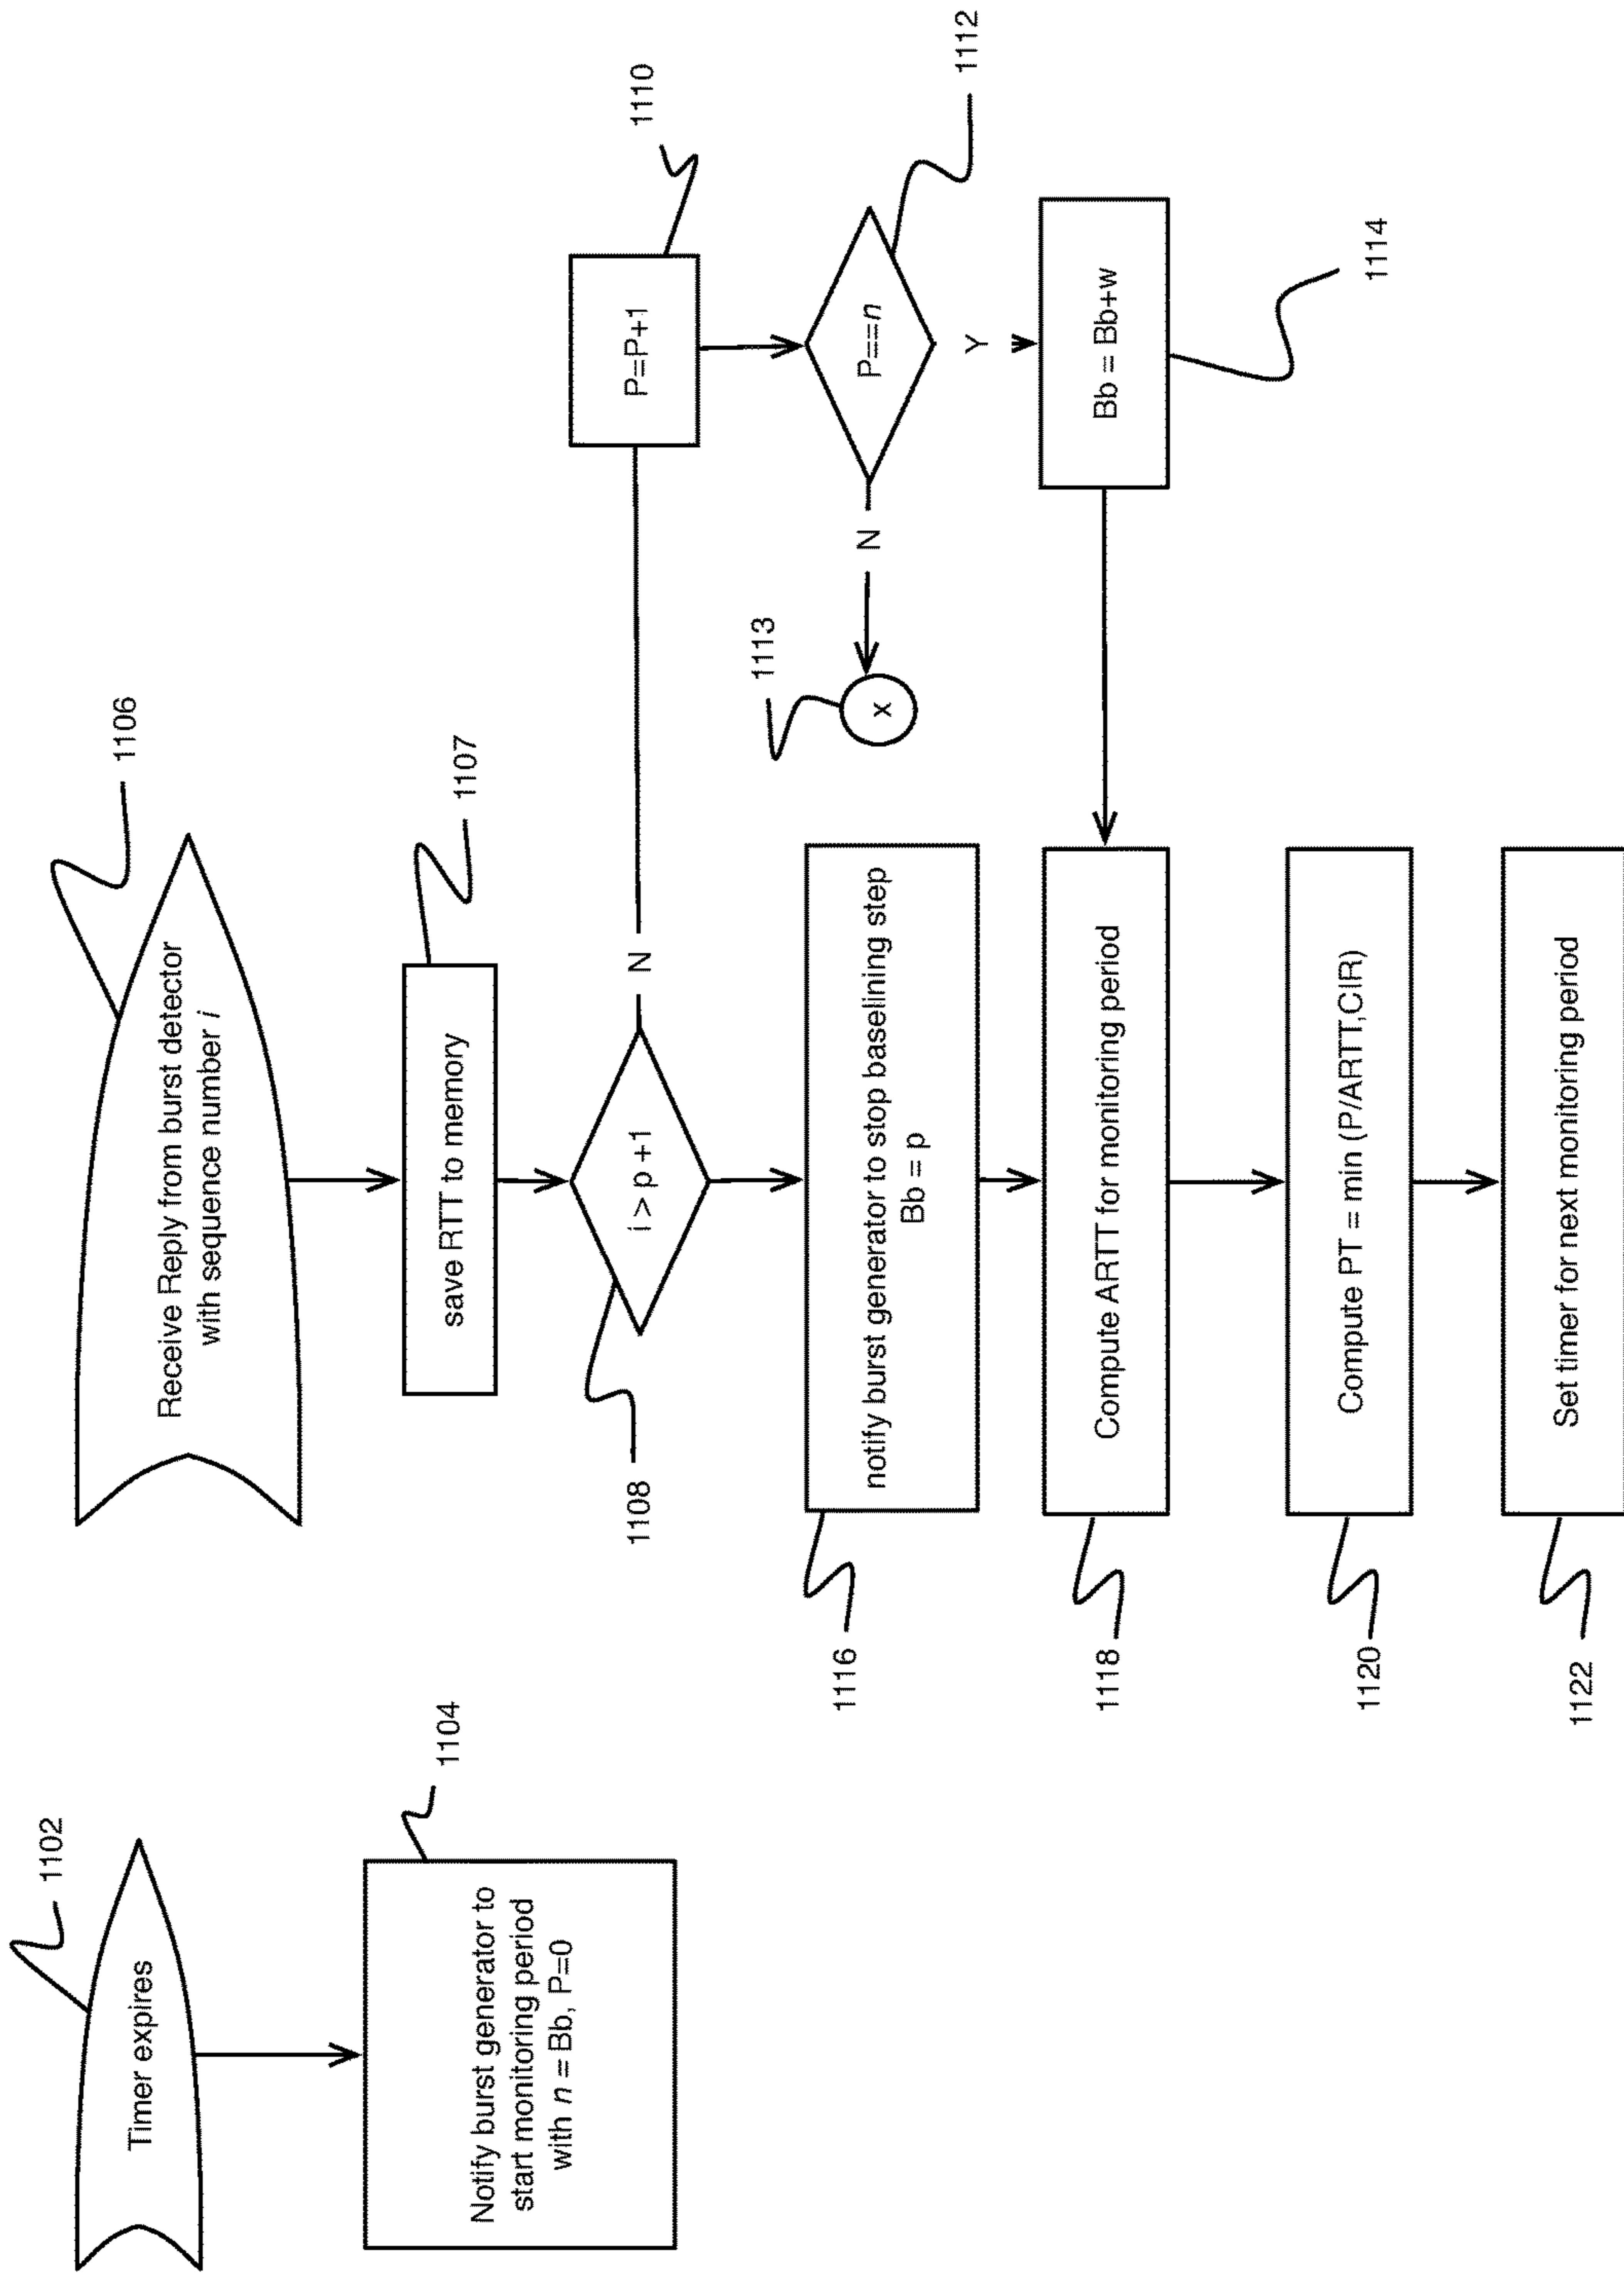 1102
Timer expires
1104
Notify burst generator to
start monitoring period
with n = Bb, P=0
1106
Receive Reply from burst detector
with sequence number i
1107
save RTT to memory
1108
i > p +1
N
1110
P=P+1
1112
P==n
N
1113
x
Y
1114
Bb = Bb+w
1116
notify burst generator to stop baselining step
Bb = p
1118
Compute ARTT for monitoring period
1120
Compute PT = min (P/ARTT,CIR)
1122
Set timer for next monitoring period